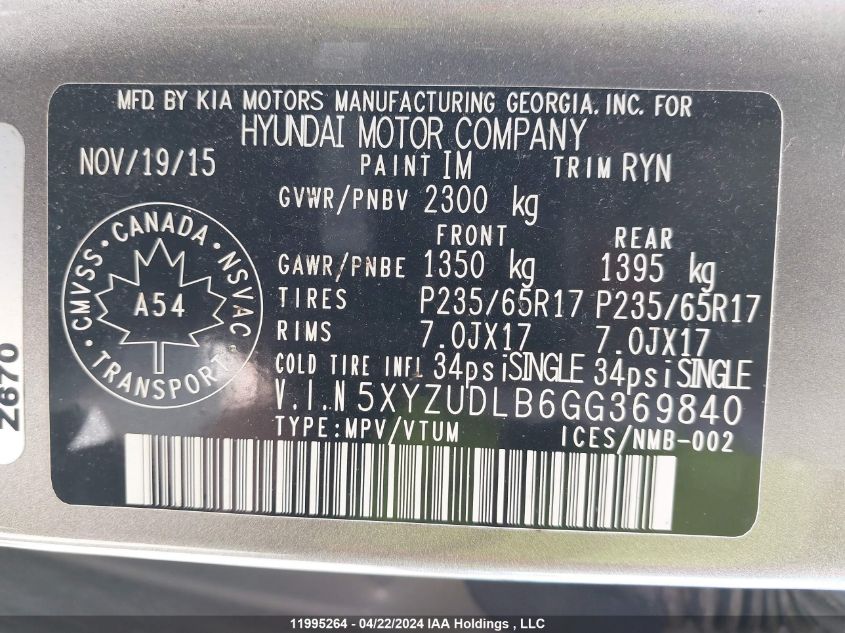 MFD. BY KIA MOTORS MANUFACTURING GEORGIA, INC. FOR
HYUNDAI MOTOR COMPANY
NOV/19/15 PAINT IM TRIM RYN
GVWR/PNBV 2300 kg
FRONT REAR
GAWR/PNBE 1350 kg 1395 kg
TIRES P235/65R17 P235/65R17
RIMS 7.0JX17 7.0JX17
COLD TIRE INFL 34psiSINGLE 34psiSINGLE
V.I.N 5XYZUDLB6GG369840
TYPE:MPV/VTUM ICES/NMB-002
CANADA
CMVSS · NSVAC
A54
TRANSPORT
Z670
11995264 - 04/22/2024 IAA Holdings , LLC